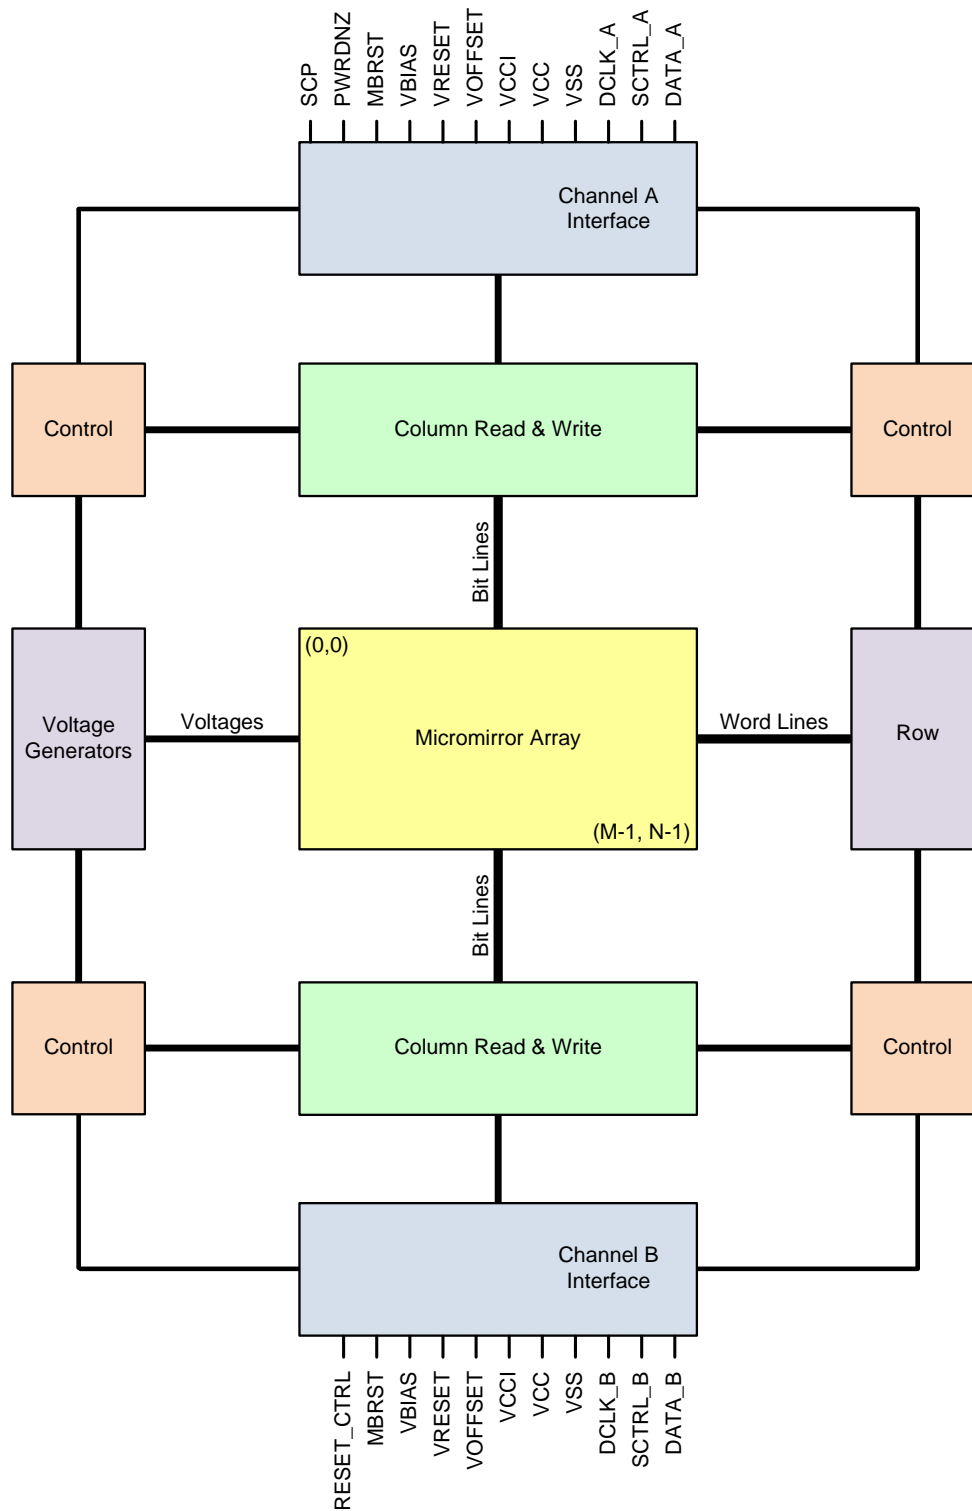 SCP
PWRDNZ
MBRST
VBIAS
VRESET
VOFFSET
VCCI
VCC
VSS
DCLK_A
SCTRL_A
DATA_A
Channel A
Interface
Control
Column Read & Write
Control
Bit Lines
(0,0)
Voltage
Generators
Voltages
Micromirror Array
Word Lines
Row
(M-1, N-1)
Bit Lines
Control
Column Read & Write
Control
Channel B
Interface
RESET_CTRL
MBRST
VBIAS
VRESET
VOFFSET
VCCI
VCC
VSS
DCLK_B
SCTRL_B
DATA_B